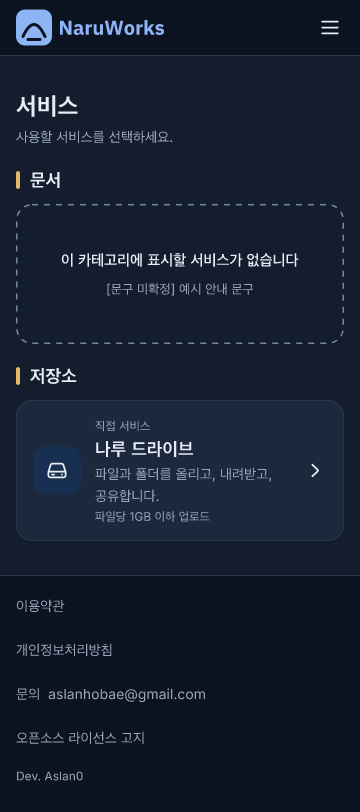 NaruWorks
서비스
사용할 서비스를 선택하세요.
문서
이 카테고리에 표시할 서비스가 없습니다
[문구 미확정] 예시 안내 문구
저장소
직접 서비스
나루 드라이브
파일과 폴더를 올리고, 내려받고,
공유합니다.
파일당 1GB 이하 업로드
이용약관
개인정보처리방침
문의 aslanhobae@gmail.com
오픈소스 라이선스 고지
Dev. Aslan0